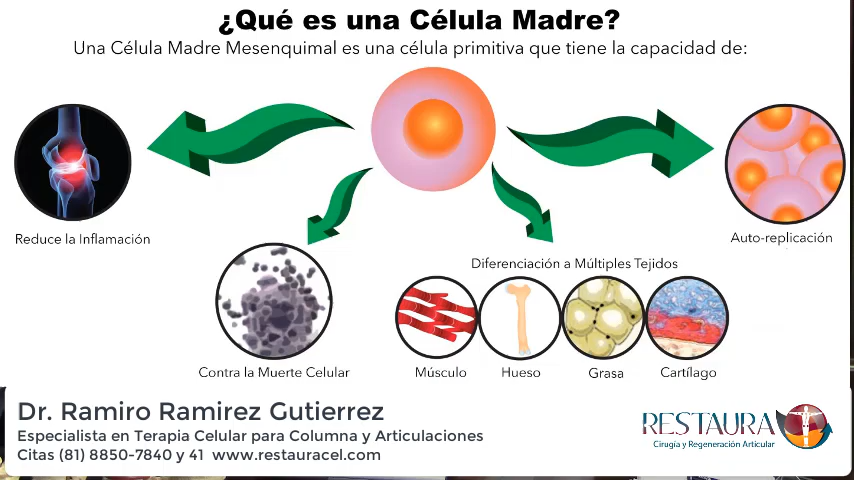 ¿Qué es una Célula Madre?
Una Célula Madre Mesenquimal es una célula primitiva que tiene la capacidad de:
Reduce la Inflamación
Auto-replicación
Diferenciación a Múltiples Tejidos
Contra la Muerte Celular
Músculo
Hueso
Grasa
Cartílago
Dr. Ramiro Ramirez Gutierrez
Especialista en Terapia Celular para Columna y Articulaciones
Citas (81) 8850-7840 y 41 www.restauracel.com
RESTAURA
Cirugía y Regeneración Articular